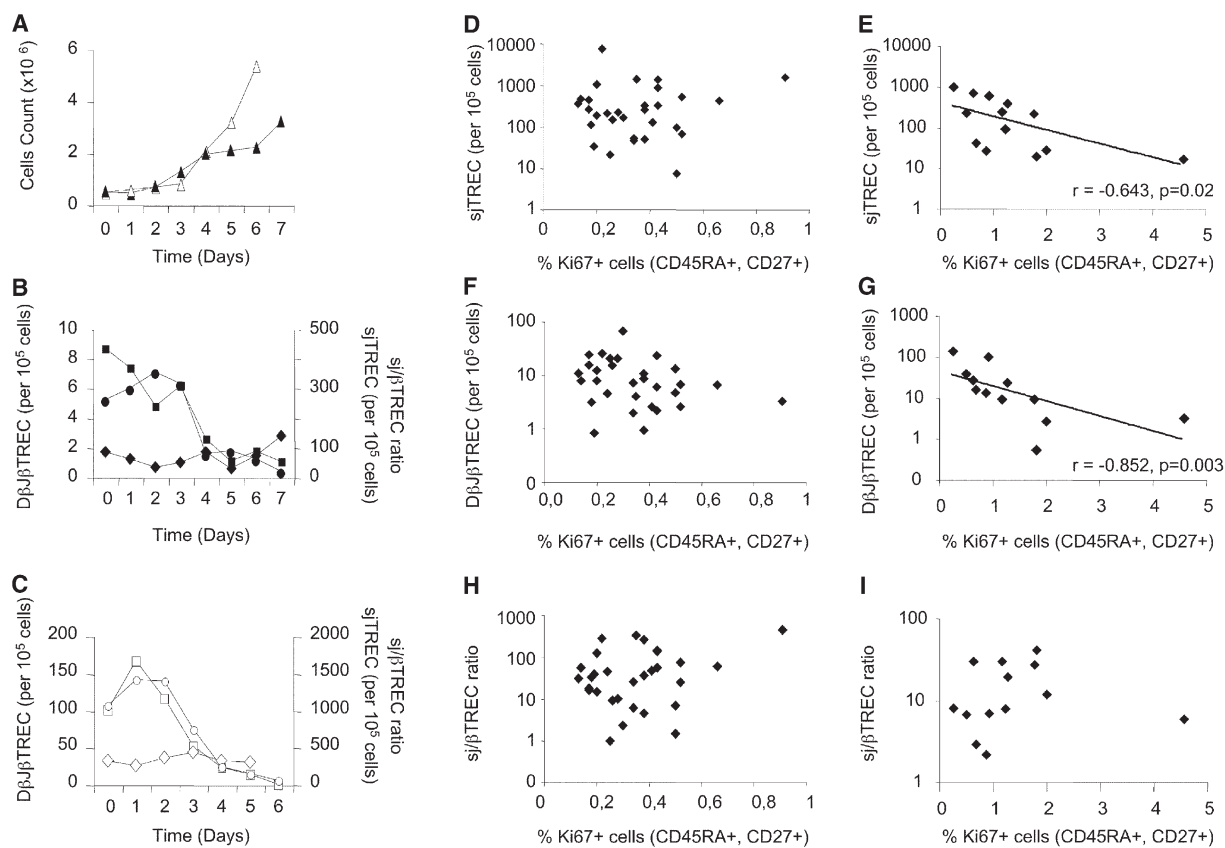 A
Cells Count (x10 6)
6
4
2
0
0 1 2 3 4 5 6 7
Time (Days)
B
DβJβTREC (per 10⁵ cells)
10
8
6
4
2
0
500
300
100
0
sjTREC (per 10⁵ cells)
sj/βTREC ratio
0 1 2 3 4 5 6 7
Time (Days)
C
DβJβTREC (per 10⁵ cells)
200
150
100
50
0
2000
1500
1000
500
0
sjTREC (per 10⁵ cells)
sj/βTREC ratio
0 1 2 3 4 5 6
Time (Days)
D
sjTREC (per 10⁵ cells)
10000
1000
100
10
1
0 0,2 0,4 0,6 0,8 1
% Ki67+ cells (CD45RA+, CD27+)
E
sjTREC (per 10⁵ cells)
10000
1000
100
10
1
r = -0.643, p=0.02
0 1 2 3 4 5
% Ki67+ cells (CD45RA+, CD27+)
F
DβJβTREC (per 10⁵ cells)
100
10
1
0
0,0 0,2 0,4 0,6 0,8 1
% Ki67+ cells (CD45RA+, CD27+)
G
DβJβTREC (per 10⁵ cells)
1000
100
10
1
0
r = -0.852, p=0.003
0 1 2 3 4 5
% Ki67+ cells (CD45RA+, CD27+)
H
sj/βTREC ratio
1000
100
10
1
0
0 0,2 0,4 0,6 0,8 1
% Ki67+ cells (CD45RA+, CD27+)
I
sj/βTREC ratio
100
10
1
0 1 2 3 4 5
% Ki67+ cells (CD45RA+, CD27+)